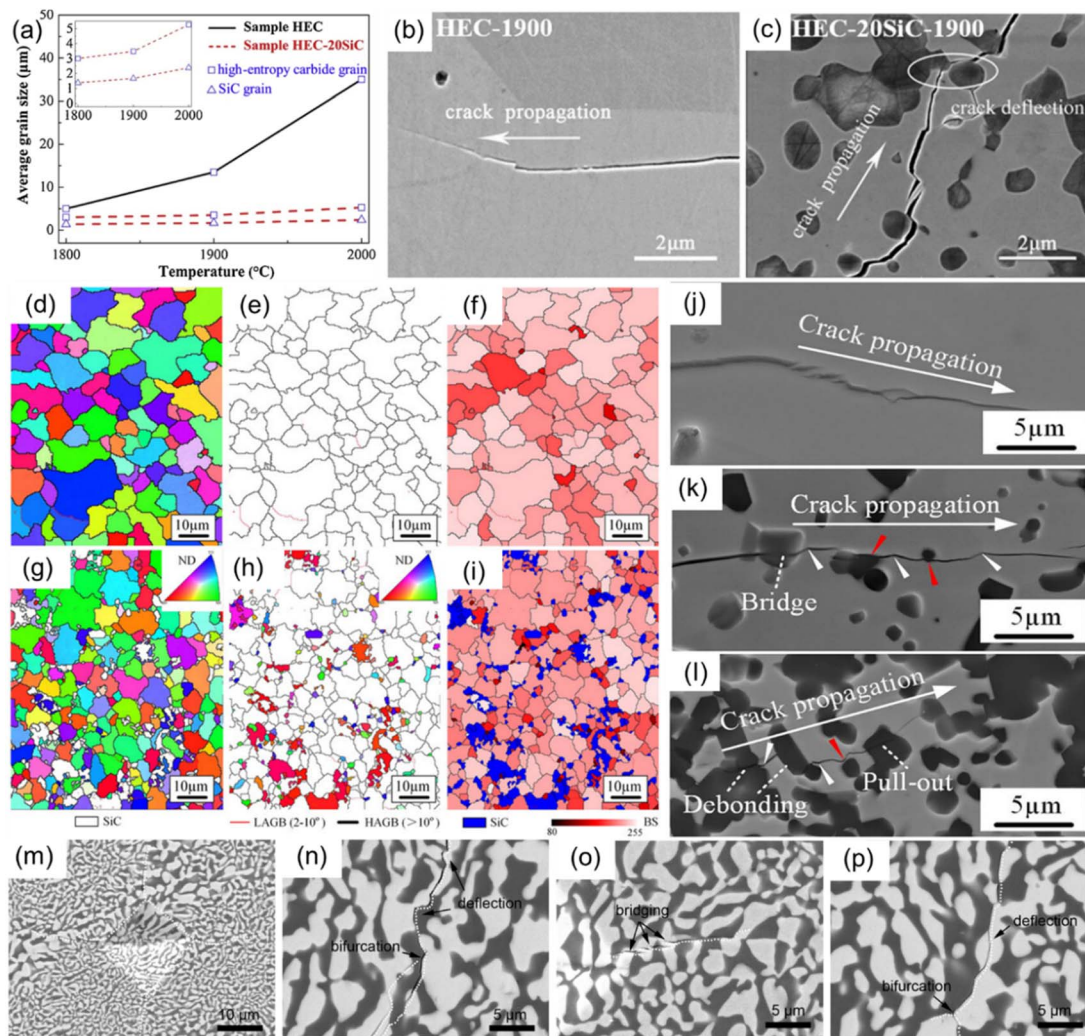 (a)
Sample HEC
Sample HEC-20SiC
high-entropy carbide grain
SiC grain
Average grain size (µm)
50
45
40
35
30
25
20
15
10
5
0
5
4
3
2
1
0
1800 1900 2000
1800 1900 2000
Temperature (°C)
(b) HEC-1900
crack propagation
2µm
(c) HEC-20SiC-1900
crack deflection
crack propagation
2µm
(d)
10µm
(e)
10µm
(f)
10µm
(g)
ND
10µm
(h)
ND
10µm
(i)
10µm
SiC LAGB (2-10°) HAGB (>10°) SiC 80 255 BS
(j)
Crack propagation
5µm
(k)
Crack propagation
Bridge
5µm
(l)
Crack propagation
Pull-out
Debonding
5µm
(m)
10 µm
(n)
deflection
bifurcation
5 µm
(o)
bridging
5 µm
(p)
deflection
bifurcation
5 µm